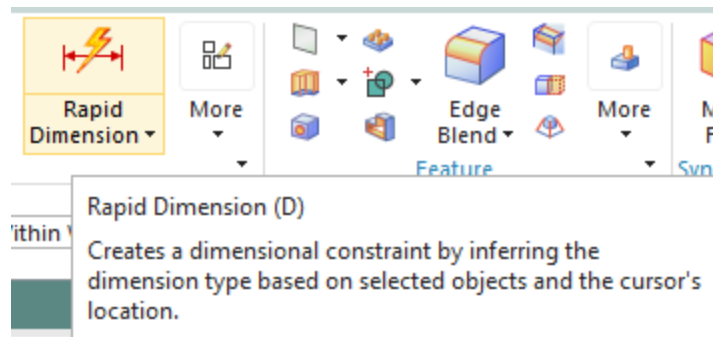 Rapid
Dimension
More
Edge
Blend
More
Feature
Rapid Dimension (D)
Creates a dimensional constraint by inferring the
dimension type based on selected objects and the cursor's
location.